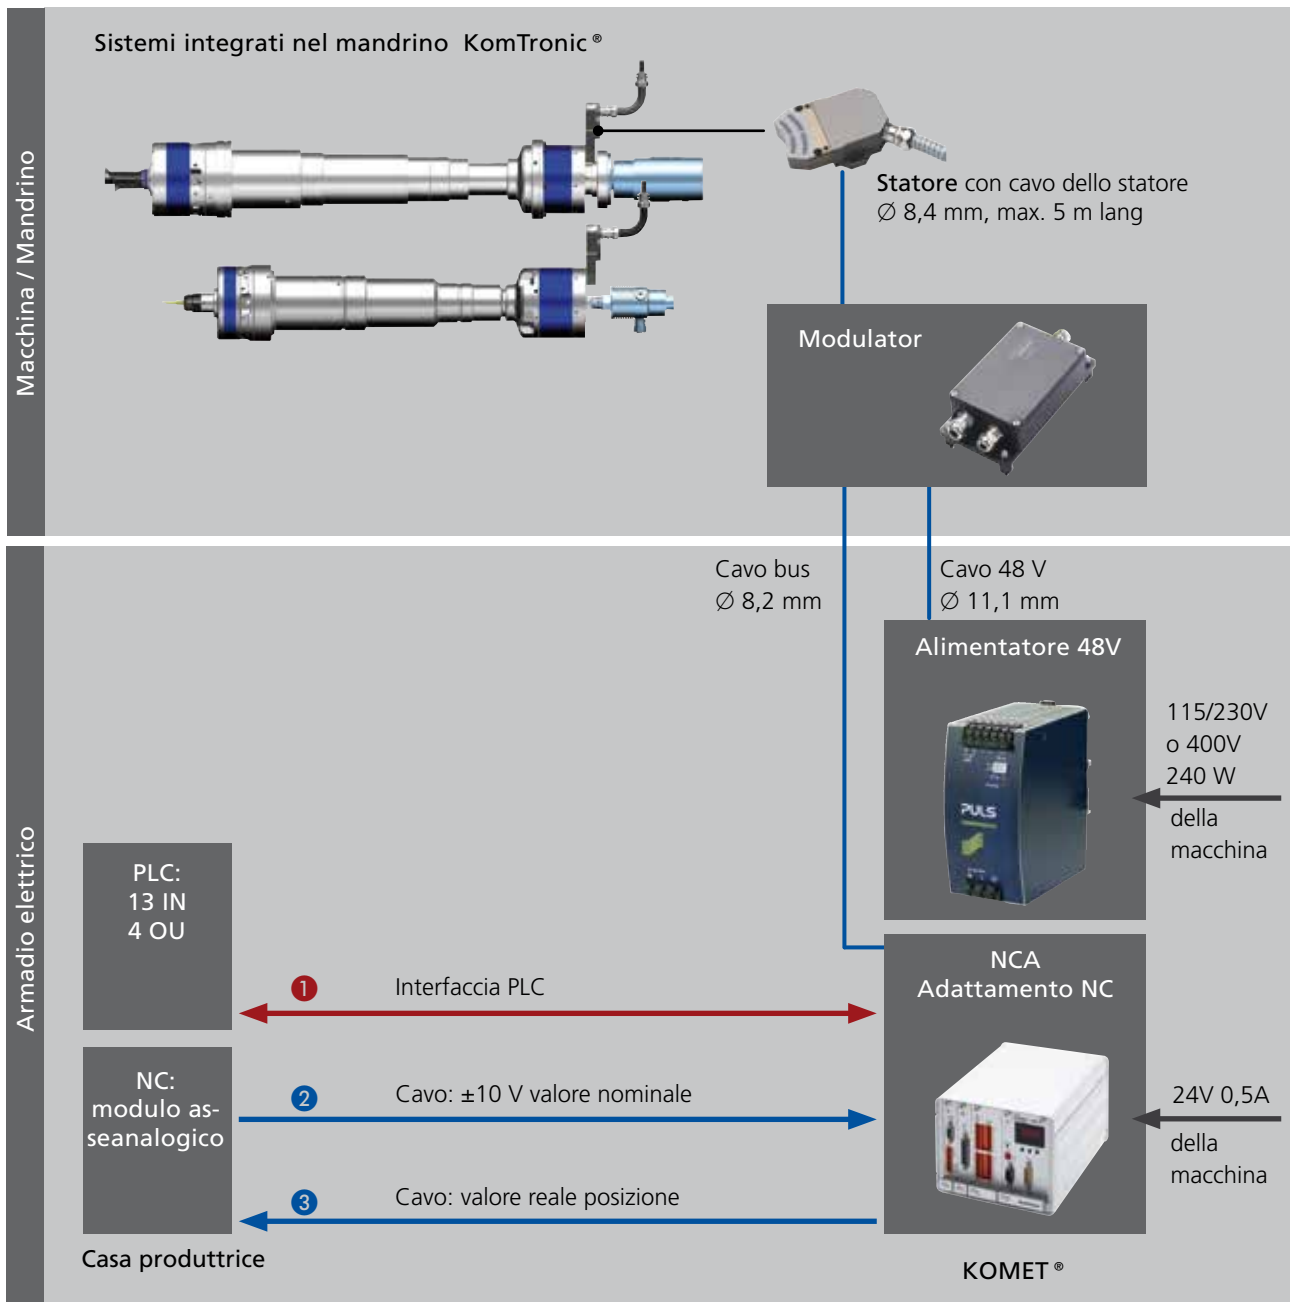 Sistemi integrati nel mandrino KomTronic®
Macchina / Mandrino
Statore con cavo dello statore
Ø 8,4 mm, max. 5 m lang
Modulator
Cavo bus
Ø 8,2 mm
Cavo 48 V
Ø 11,1 mm
Alimentatore 48V
115/230V
o 400V
240 W
della
macchina
PULS
Armadio elettrico
PLC:
13 IN
4 OU
1 Interfaccia PLC
NCA
Adattamento NC
NC:
modulo as-
seanalogico
2 Cavo: ±10 V valore nominale
24V 0,5A
della
macchina
3 Cavo: valore reale posizione
Casa produttrice
KOMET®